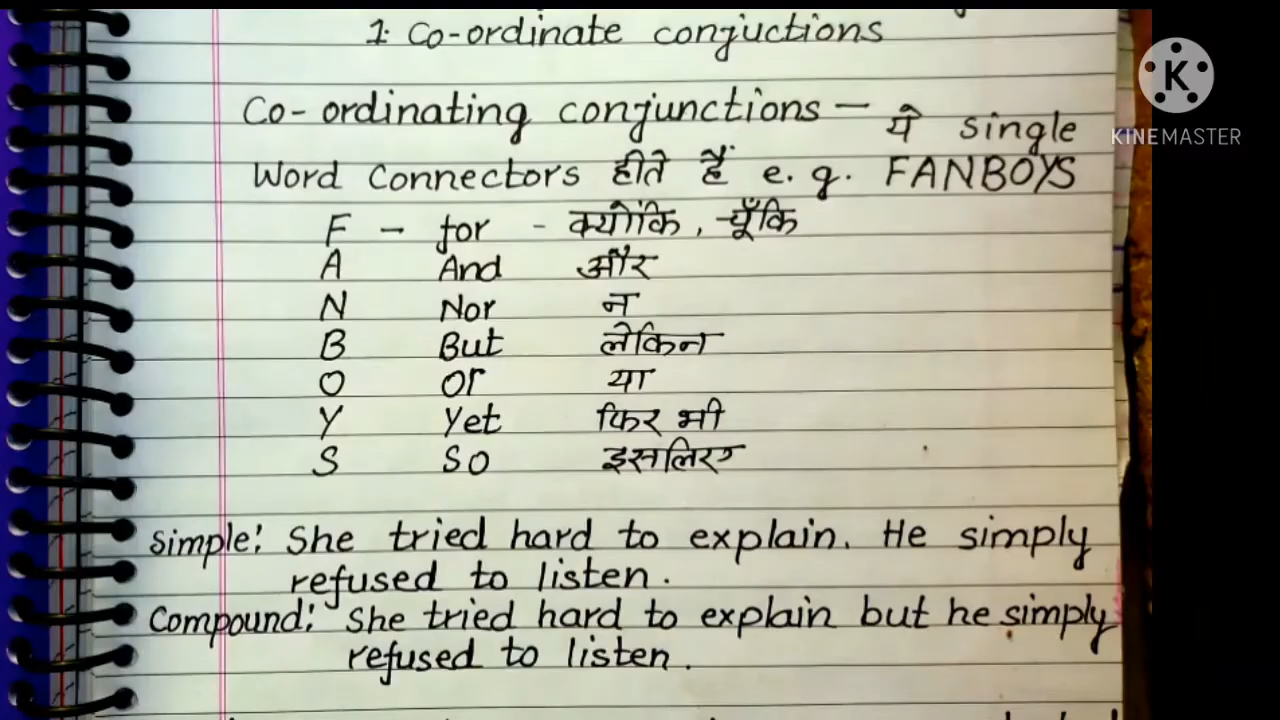 1. Co-ordinate conjuctions
Co-ordinating conjunctions — ये single
Word Connectors होते हैं e.g. FANBOYS
F - for - क्योंकि, चूँकि
A And और
N Nor न
B But लेकिन
O Or या
Y Yet फिर भी
S SO इसलिए
Simple: She tried hard to explain. He simply
refused to listen.
Compound: She tried hard to explain but he simply
refused to listen.
K
KINEMASTER